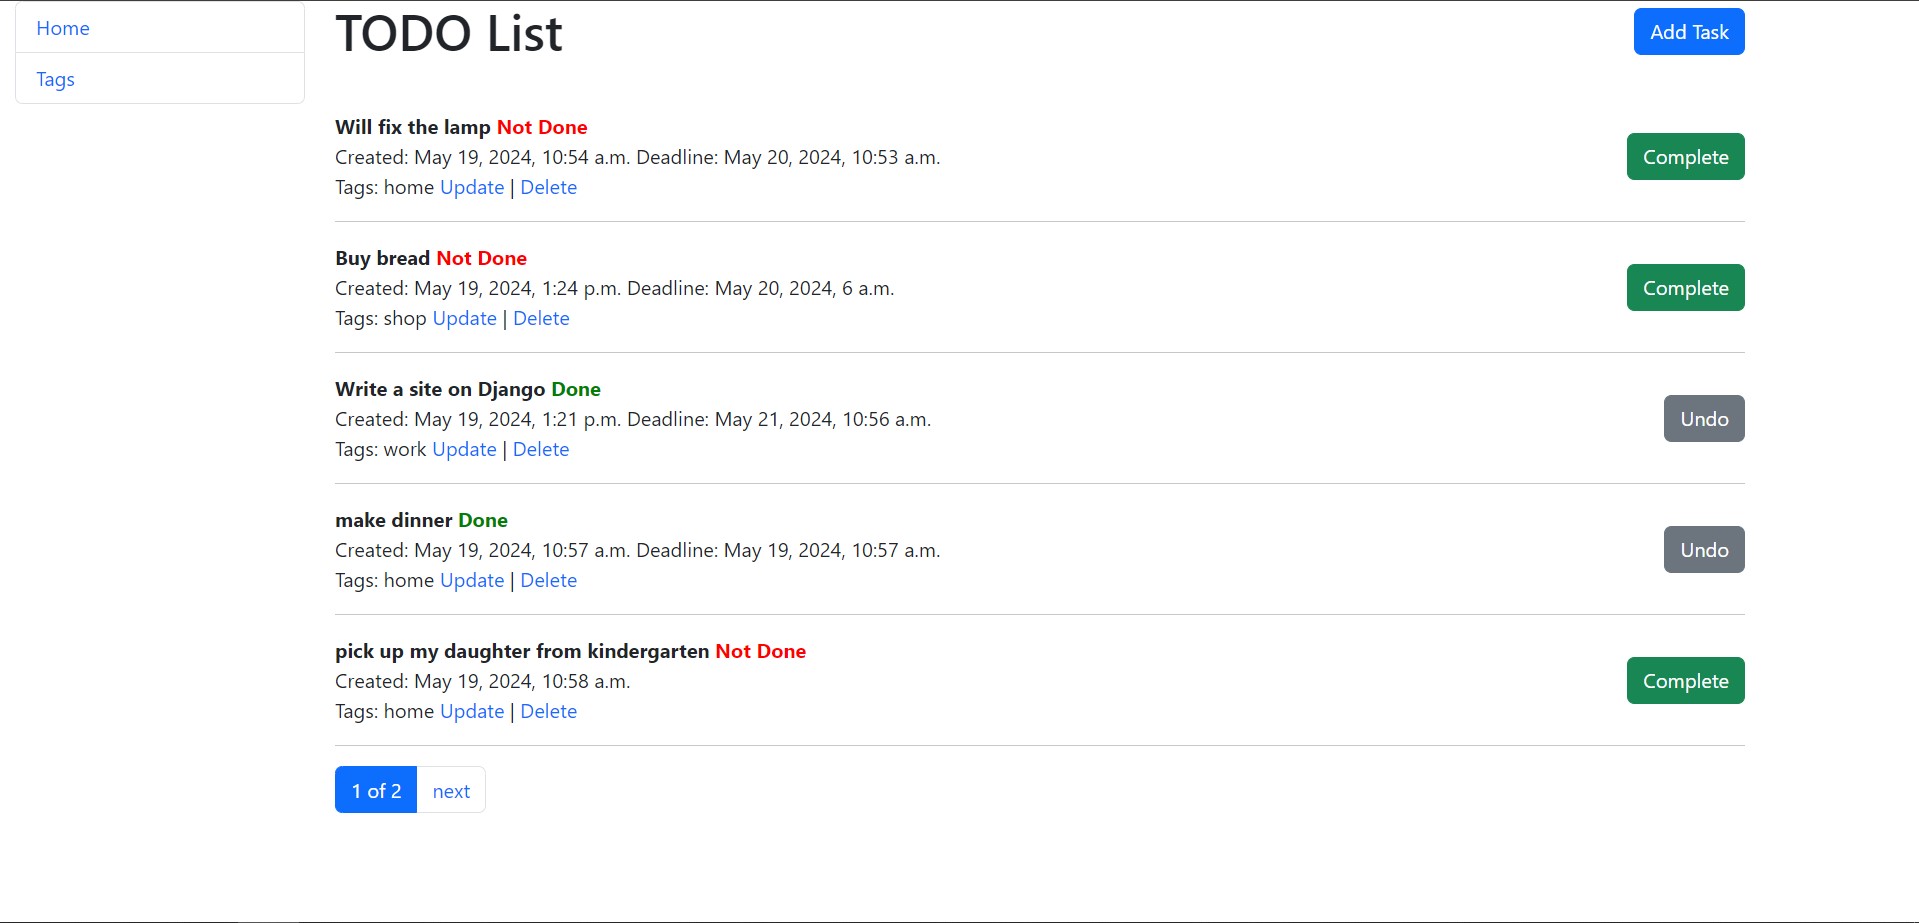 Home
Tags
TODO List
Add Task
Will fix the lamp Not Done
Created: May 19, 2024, 10:54 a.m. Deadline: May 20, 2024, 10:53 a.m.
Tags: home Update | Delete
Complete
Buy bread Not Done
Created: May 19, 2024, 1:24 p.m. Deadline: May 20, 2024, 6 a.m.
Tags: shop Update | Delete
Complete
Write a site on Django Done
Created: May 19, 2024, 1:21 p.m. Deadline: May 21, 2024, 10:56 a.m.
Tags: work Update | Delete
Undo
make dinner Done
Created: May 19, 2024, 10:57 a.m. Deadline: May 19, 2024, 10:57 a.m.
Tags: home Update | Delete
Undo
pick up my daughter from kindergarten Not Done
Created: May 19, 2024, 10:58 a.m.
Tags: home Update | Delete
Complete
1 of 2 next